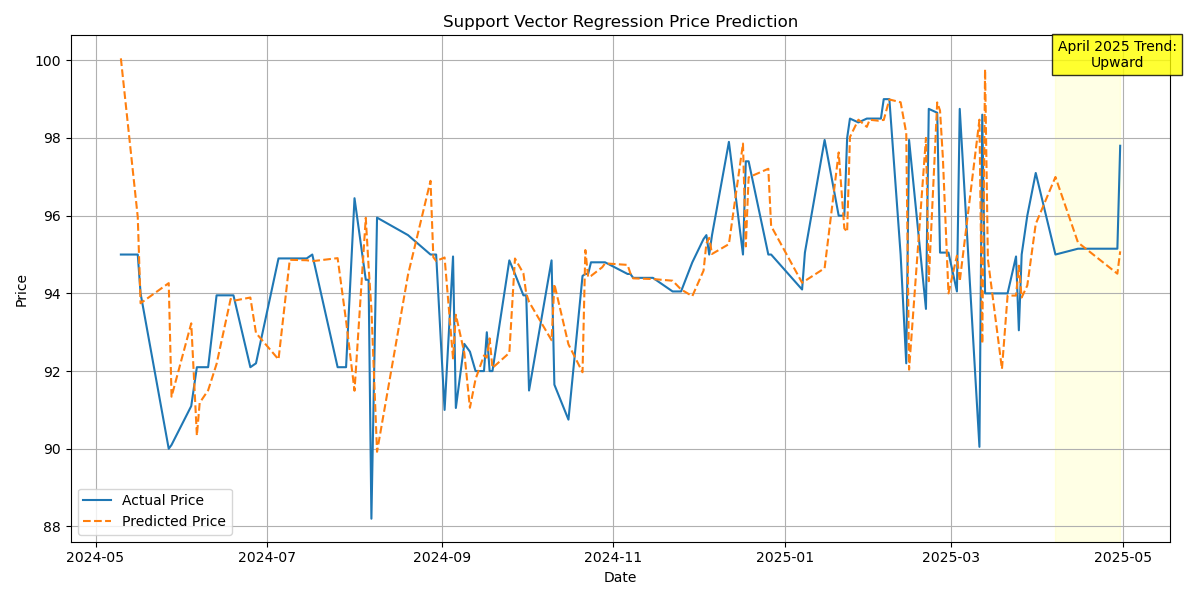 Support Vector Regression Price Prediction
April 2025 Trend:
Upward
100
98
96
94
92
90
88
Price
Actual Price
Predicted Price
2024-05 2024-07 2024-09 2024-11 2025-01 2025-03 2025-05
Date